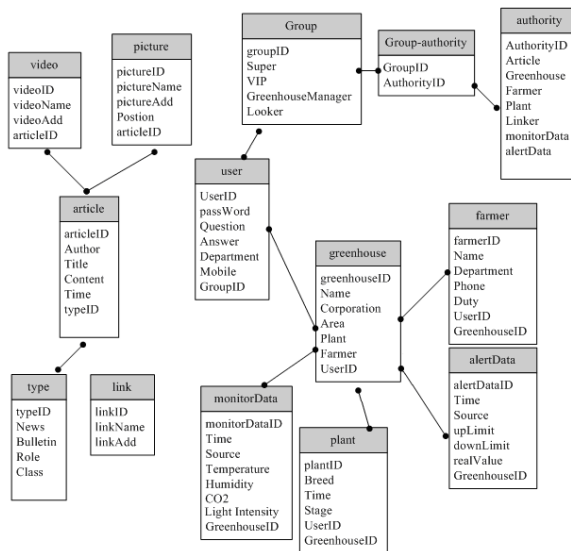 video
videoID
videoName
videoAdd
articleID
picture
pictureID
pictureName
pictureAdd
Postion
articleID
Group
groupID
Super
VIP
GreenhouseManager
Looker
Group-authority
GroupID
AuthorityID
authority
AuthorityID
Article
Greenhouse
Farmer
Plant
Linker
monitorData
alertData
article
articleID
Author
Title
Content
Time
typeID
user
UserID
passWord
Question
Answer
Department
Mobile
GroupID
greenhouse
greenhouseID
Name
Corporation
Area
Plant
Farmer
UserID
farmer
farmerID
Name
Department
Phone
Duty
UserID
GreenhouseID
type
typeID
News
Bulletin
Role
Class
link
linkID
linkName
linkAdd
monitorData
monitorDataID
Time
Source
Temperature
Humidity
CO2
Light Intensity
GreenhouseID
plant
plantID
Breed
Time
Stage
UserID
GreenhouseID
alertData
alertDataID
Time
Source
upLimit
downLimit
realValue
GreenhouseID